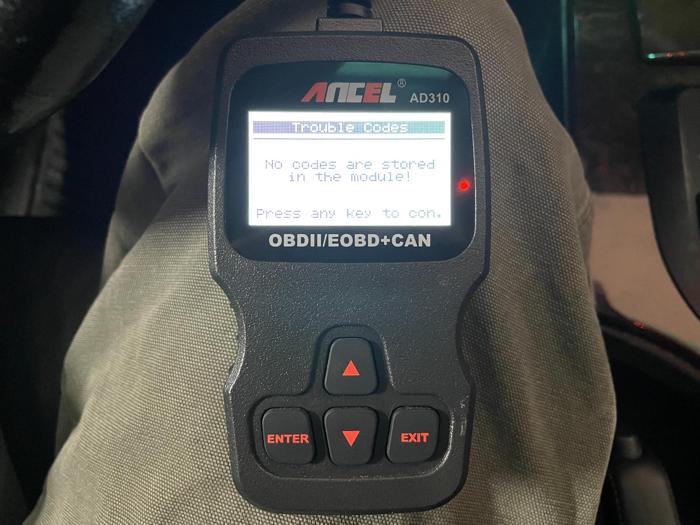 ANCEL®
AD310
Trouble Codes
No codes are stored
in the module!
Press any key to con.
OBDII/EOBD+CAN
ENTER
EXIT